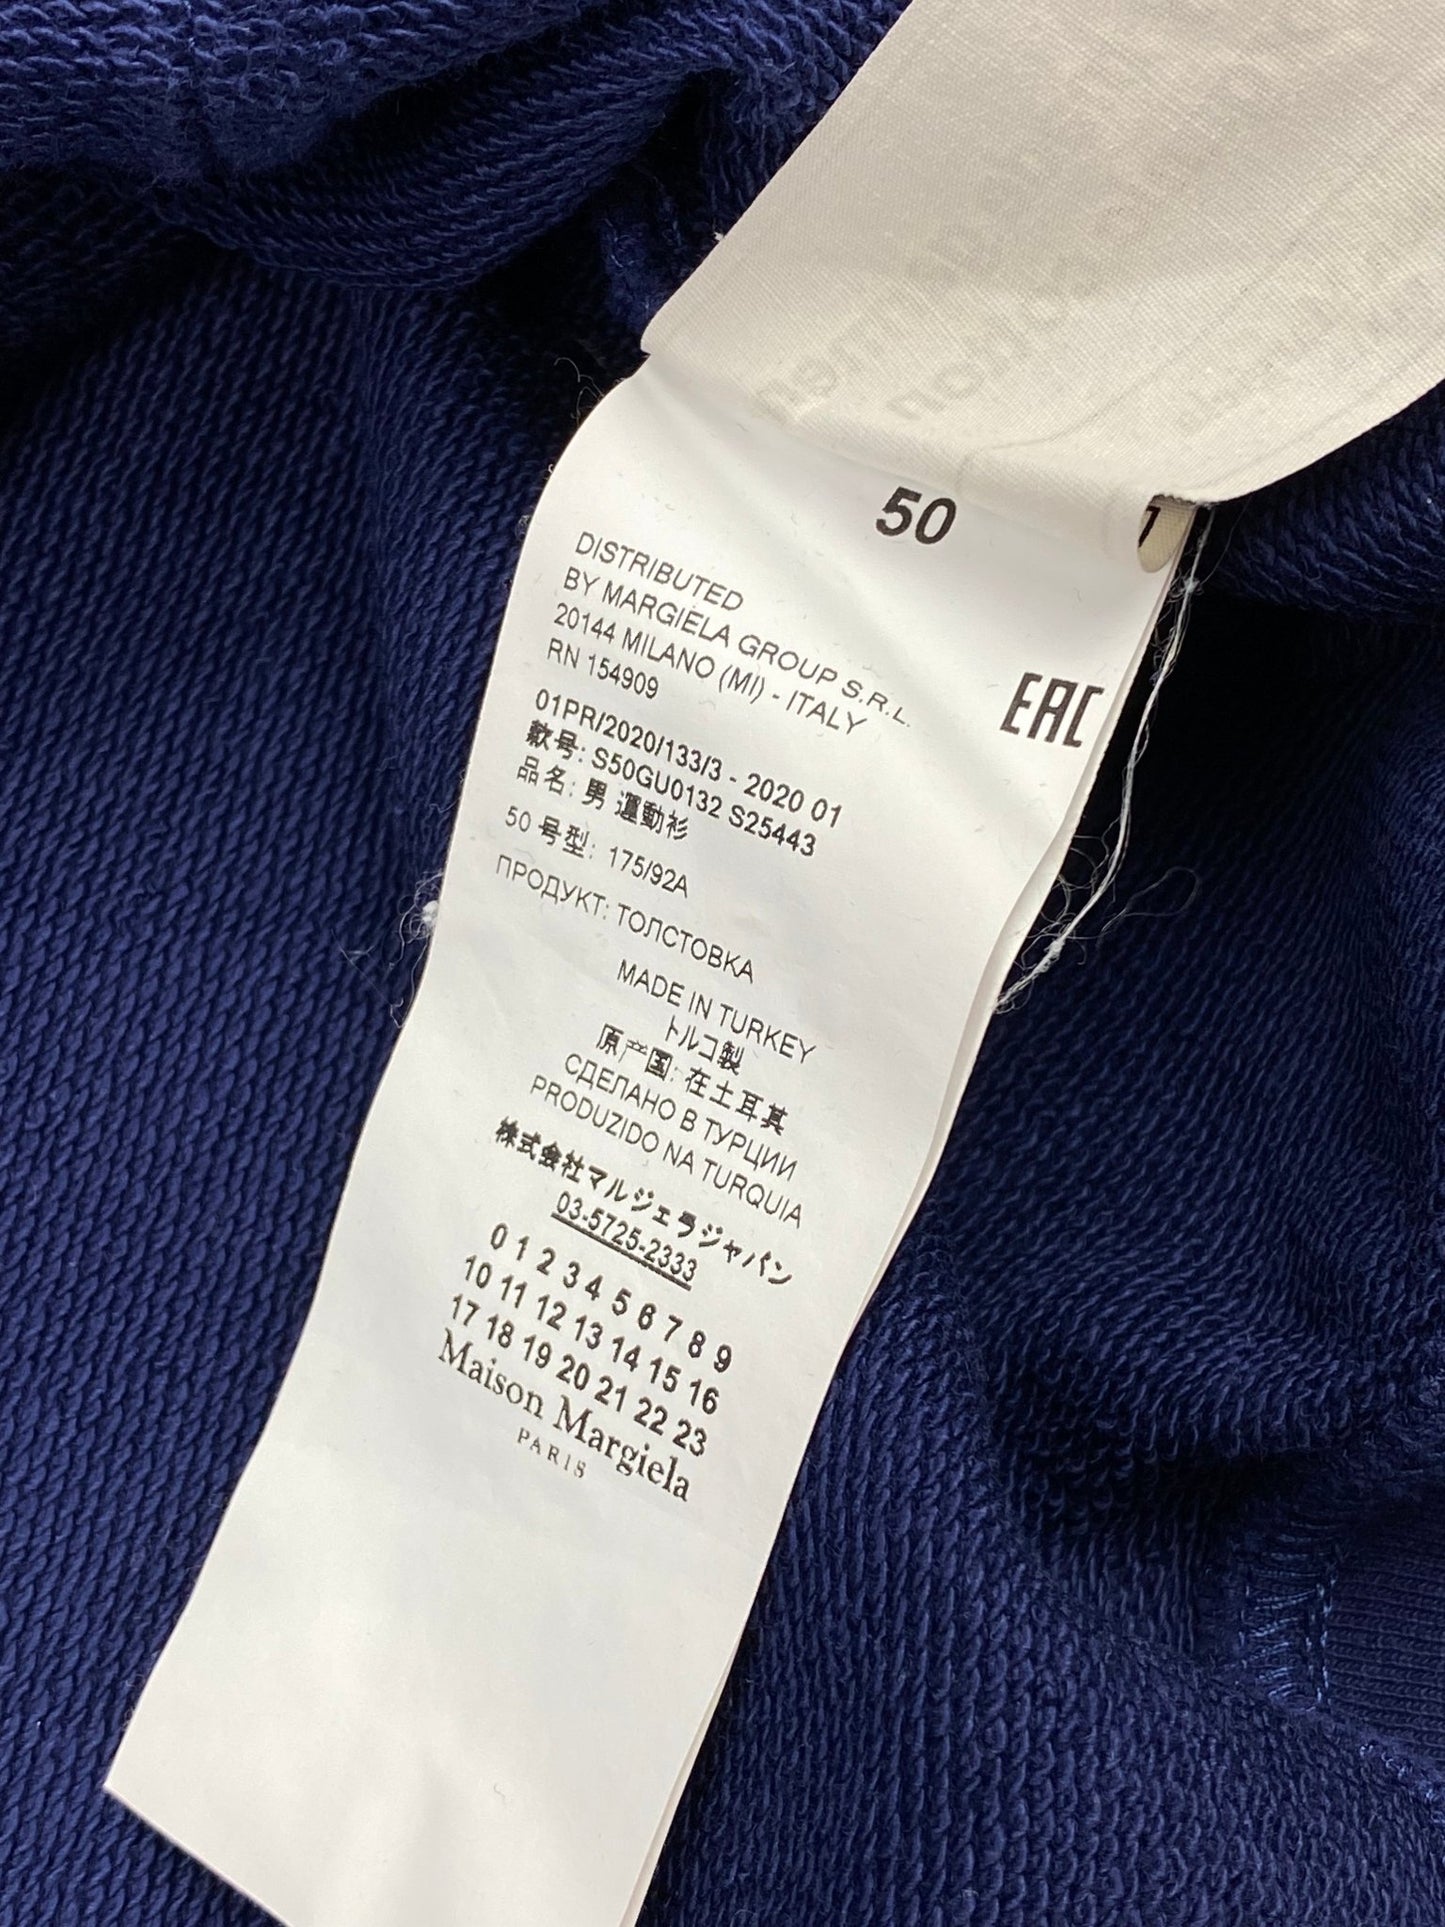 50
DISTRIBUTED
BY MARGIELA GROUP S.R.L.
20144 MILANO (MI) - ITALY
RN 154909
EAC
01PR/2020/133/3 - 2020 01
款号: S50GU0132 S25443
品名: 男 運動衫
50 号型: 175/92A
ПРОДУКТ: ТОЛСТОВКА
MADE IN TURKEY
トルコ製
原产国: 在土耳其
СДЕЛАНО В ТУРЦИИ
PRODUZIDO NA TURQUIA
株式会社マルジェラジャパン
03-5725-2333
0 1 2 3 4 5 6 7 8 9
10 11 12 13 14 15 16
17 18 19 20 21 22 23
Maison Margiela
PARIS